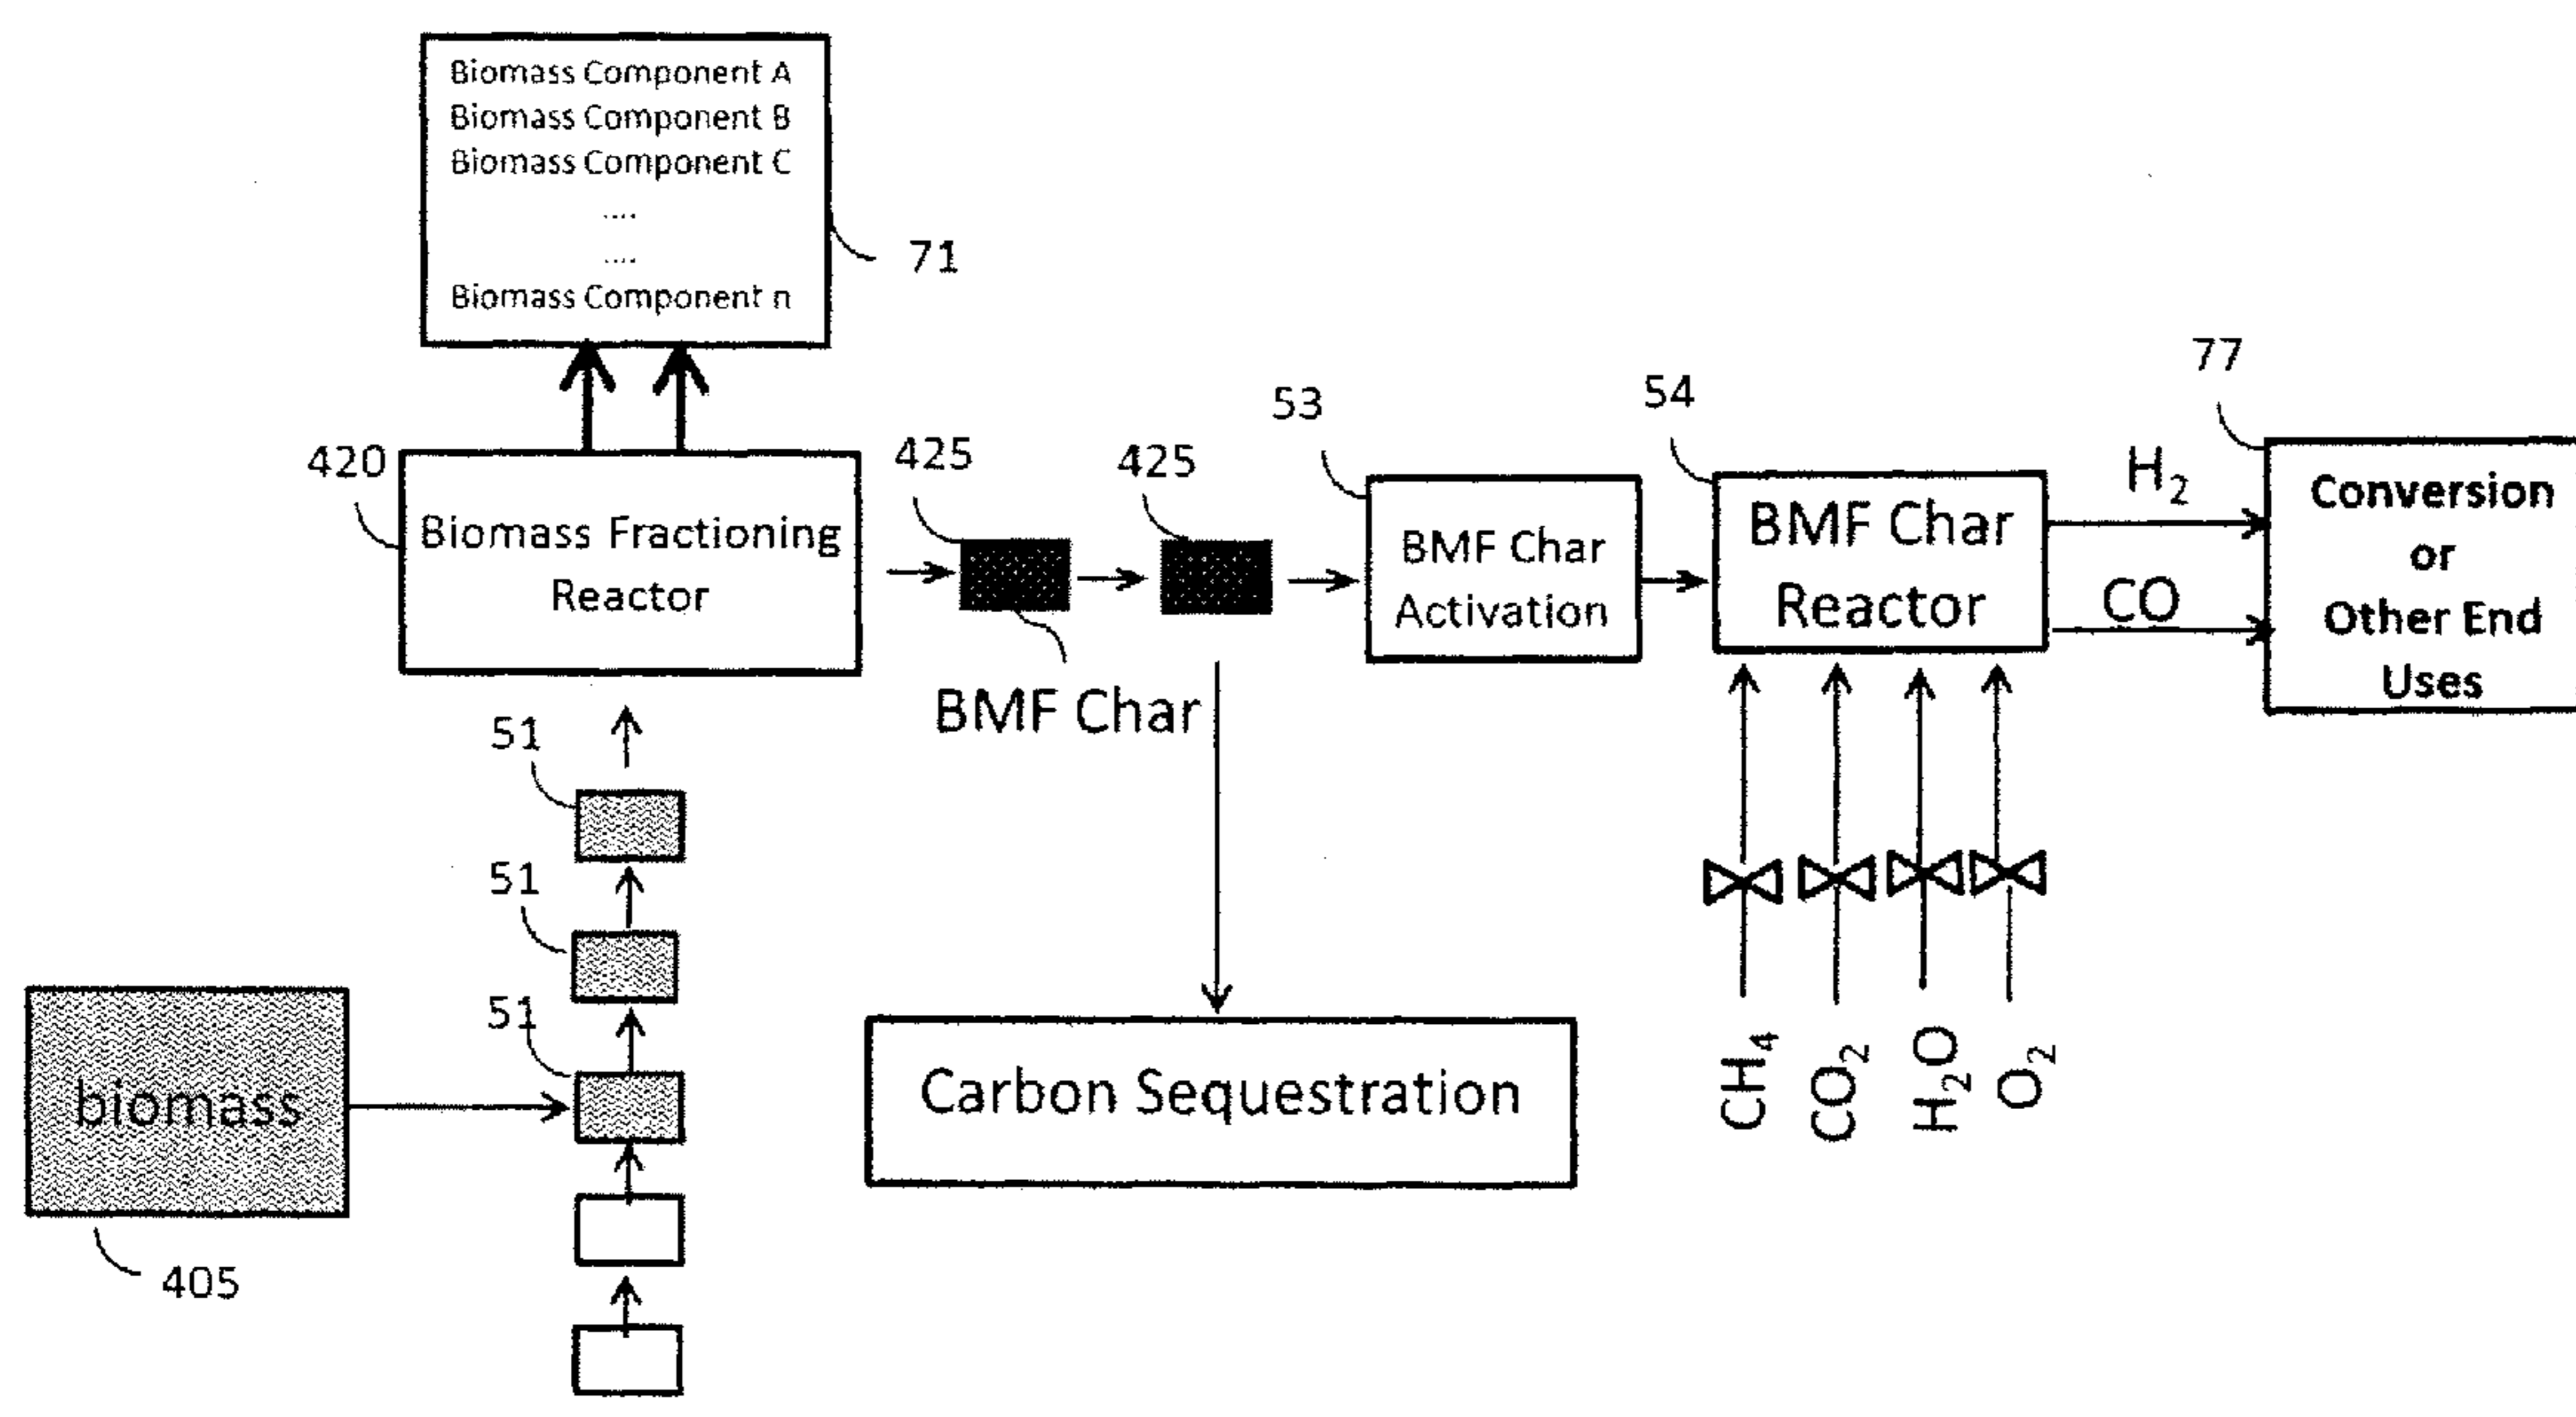 Biomass Component A
Biomass Component B
Biomass Component C
....
....
Biomass Component n
71
420
Biomass Fractioning
Reactor
425
425
BMF Char
53
BMF Char
Activation
54
BMF Char
Reactor
H₂
CO
77
Conversion
or
Other End
Uses
51
51
51
biomass
405
Carbon Sequestration
CH₄
CO₂
H₂O
O₂